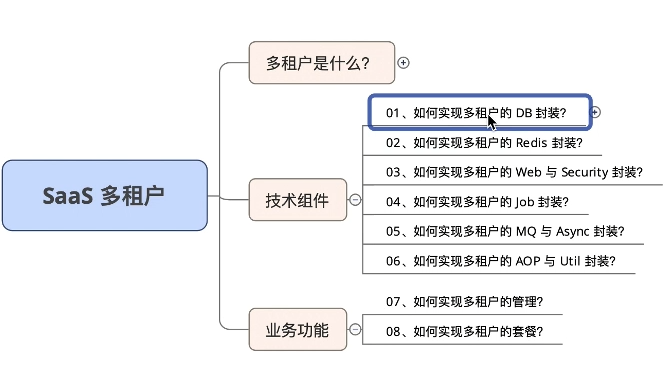 SaaS 多租户
多租户是什么？
技术组件
01、如何实现多租户的 DB 封装？
02、如何实现多租户的 Redis 封装？
03、如何实现多租户的 Web 与 Security 封装？
04、如何实现多租户的 Job 封装？
05、如何实现多租户的 MQ 与 Async 封装？
06、如何实现多租户的 AOP 与 Util 封装？
业务功能
07、如何实现多租户的管理？
08、如何实现多租户的套餐？